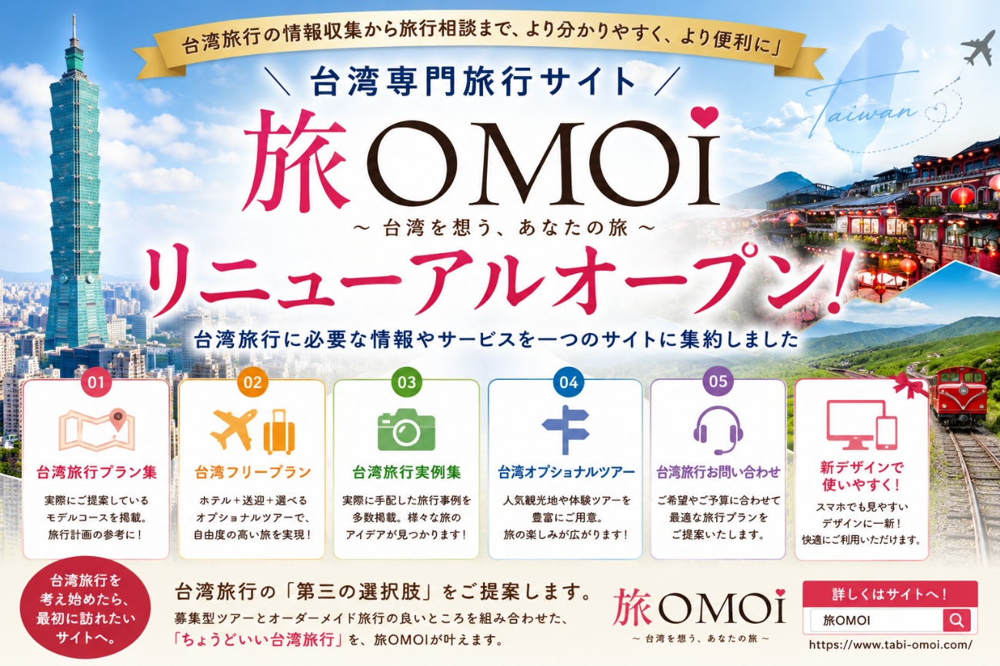 台湾旅行の情報収集から旅行相談まで、より分かりやすく、より便利に」
＼ 台湾専門旅行サイト ／
Taiwan
旅OMOi
～ 台湾を想う、あなたの旅 ～
リニューアルオープン!
台湾旅行に必要な情報やサービスを一つのサイトに集約しました
01
台湾旅行プラン集
実際にご提案している
モデルコースを掲載。
旅行計画の参考に！
02
台湾フリープラン
ホテル＋送迎＋選べる
オプショナルツアーで、
自由度の高い旅を実現！
03
台湾旅行実例集
実際に手配した旅行事例を
多数掲載。様々な旅の
アイデアが見つかります！
04
台湾オプショナルツアー
人気観光地や体験ツアーを
豊富にご用意。
旅の楽しみが広がります！
05
台湾旅行お問い合わせ
ご希望やご予算に合わせて
最適な旅行プランを
ご提案いたします。
新デザインで
使いやすく！
スマホでも見やすい
デザインに一新！
快適にご利用いただけます。
台湾旅行を
考え始めたら、
最初に訪れたい
サイトへ。
台湾旅行の「第三の選択肢」をご提案します。
募集型ツアーとオーダーメイド旅行の良いところを組み合わせた、
「ちょうどいい台湾旅行」を、旅OMOIが叶えます。
旅OMOi
～ 台湾を想う、あなたの旅 ～
詳しくはサイトへ！
旅OMOI
https://www.tabi-omoi.com/